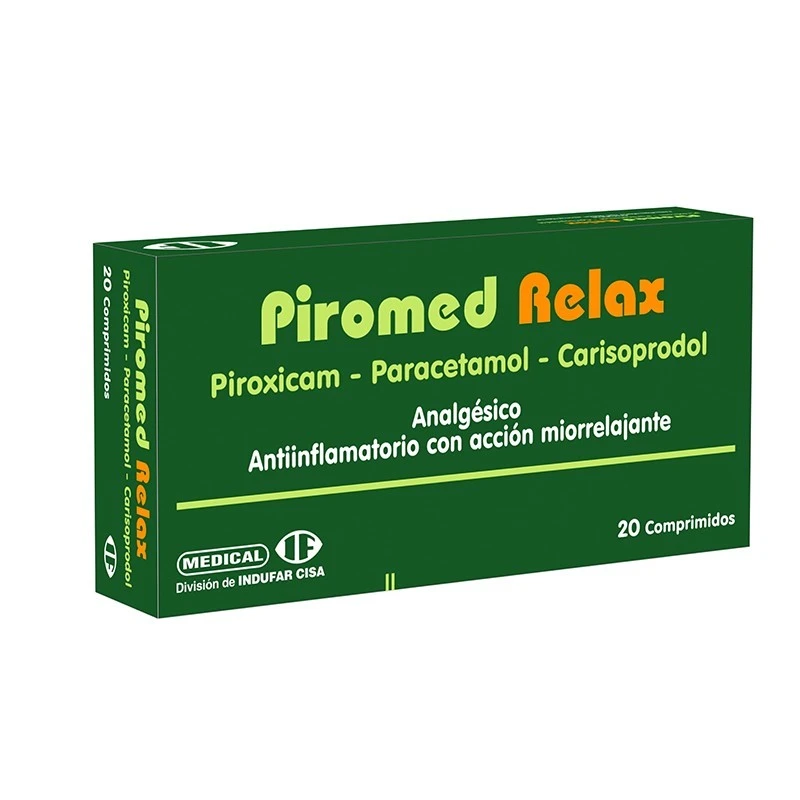 Piromed Relax
Piroxicam - Paracetamol - Carisoprodol
Analgésico
Antiinflamatorio con acción miorrelajante
20 Comprimidos
MEDICAL
División de INDUFAR CISA
Piromed Relax
Piroxicam - Paracetamol - Carisoprodol
20 Comprimidos